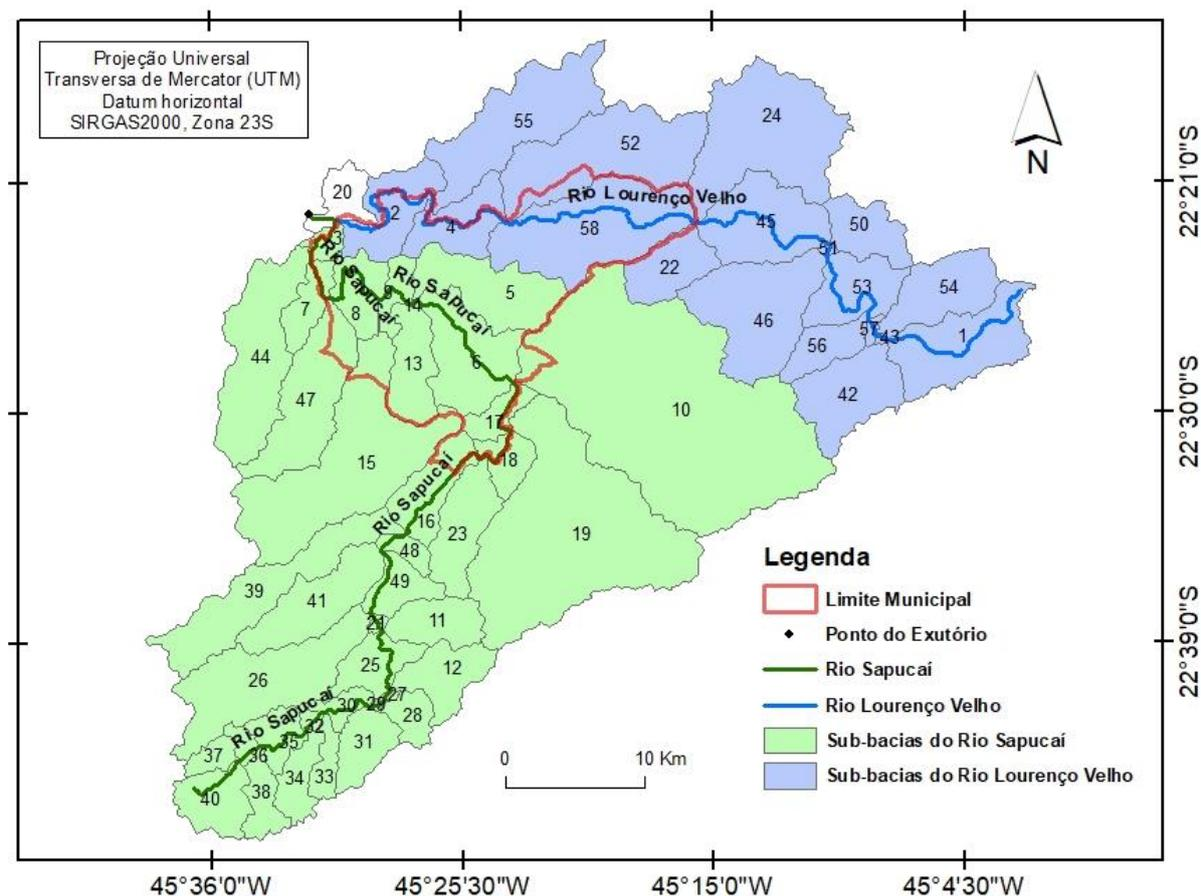 Projeção Universal
Transversa de Mercator (UTM)
Datum horizontal
SIRGAS2000, Zona 23S
N
55
24
52
20
Rio Lourenço Velho
2
4
58
45
50
51
3
22
5
53
54
Rio Sapucaí
Rio Sapucaí
7
8
9
14
57
43
1
46
56
44
13
6
42
47
10
17
15
18
Rio Sapucaí
16
23
19
48
49
39
41
11
21
25
12
26
27
Rio Sapucaí
30
29
28
32
35
31
37
36
34
33
38
40
0
10 Km
Legenda
Limite Municipal
Ponto do Exutório
Rio Sapucaí
Rio Lourenço Velho
Sub-bacias do Rio Sapucaí
Sub-bacias do Rio Lourenço Velho
22°21'0"S
22°30'0"S
22°39'0"S
45°36'0"W
45°25'30"W
45°15'0"W
45°4'30"W